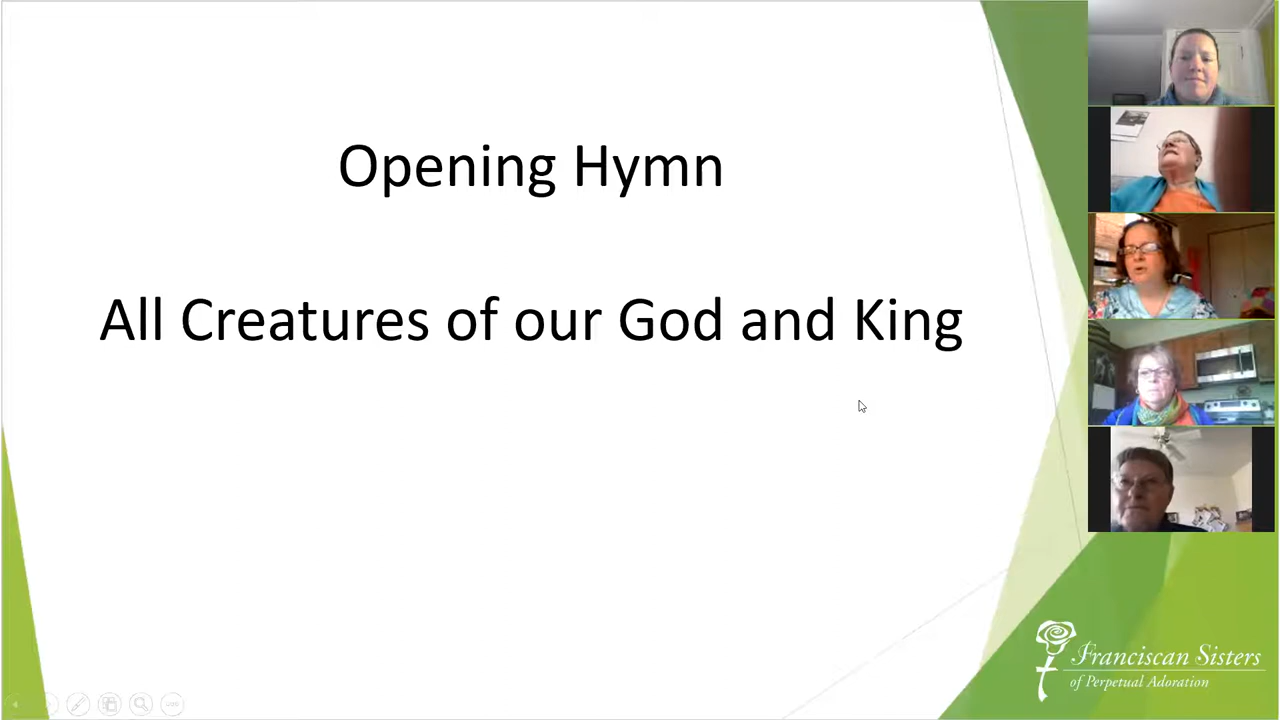 Opening Hymn
All Creatures of our God and King
Franciscan Sisters
of Perpetual Adoration